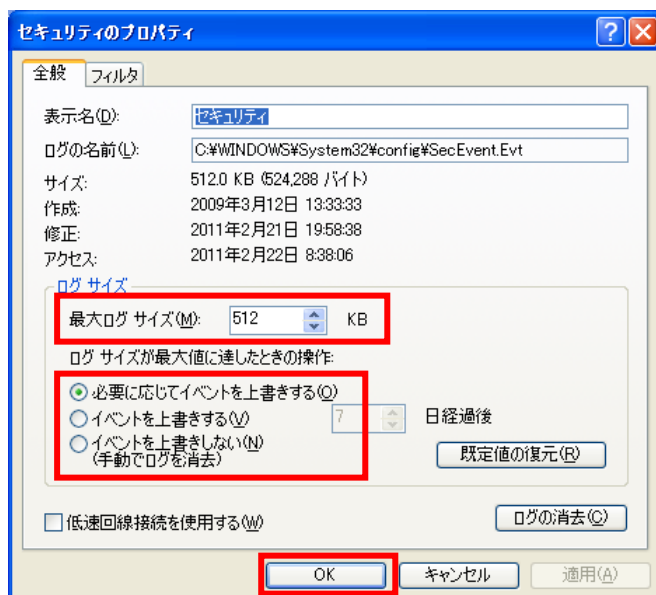 セキュリティのプロパティ
全般 フィルタ
表示名(D): セキュリティ
ログの名前(L): C:¥WINDOWS¥System32¥config¥SecEvent.Evt
サイズ: 512.0 KB (524,288 バイト)
作成: 2009年3月12日 13:33:33
修正: 2011年2月21日 19:58:38
アクセス: 2011年2月22日 8:38:06
ログ サイズ
最大ログ サイズ(M): 512 KB
ログ サイズが最大値に達したときの操作:
必要に応じてイベントを上書きする(O)
イベントを上書きする(V) 7 日経過後
イベントを上書きしない(N)
(手動でログを消去)
既定値の復元(R)
低速回線接続を使用する(W)
ログの消去(C)
OK キャンセル 適用(A)